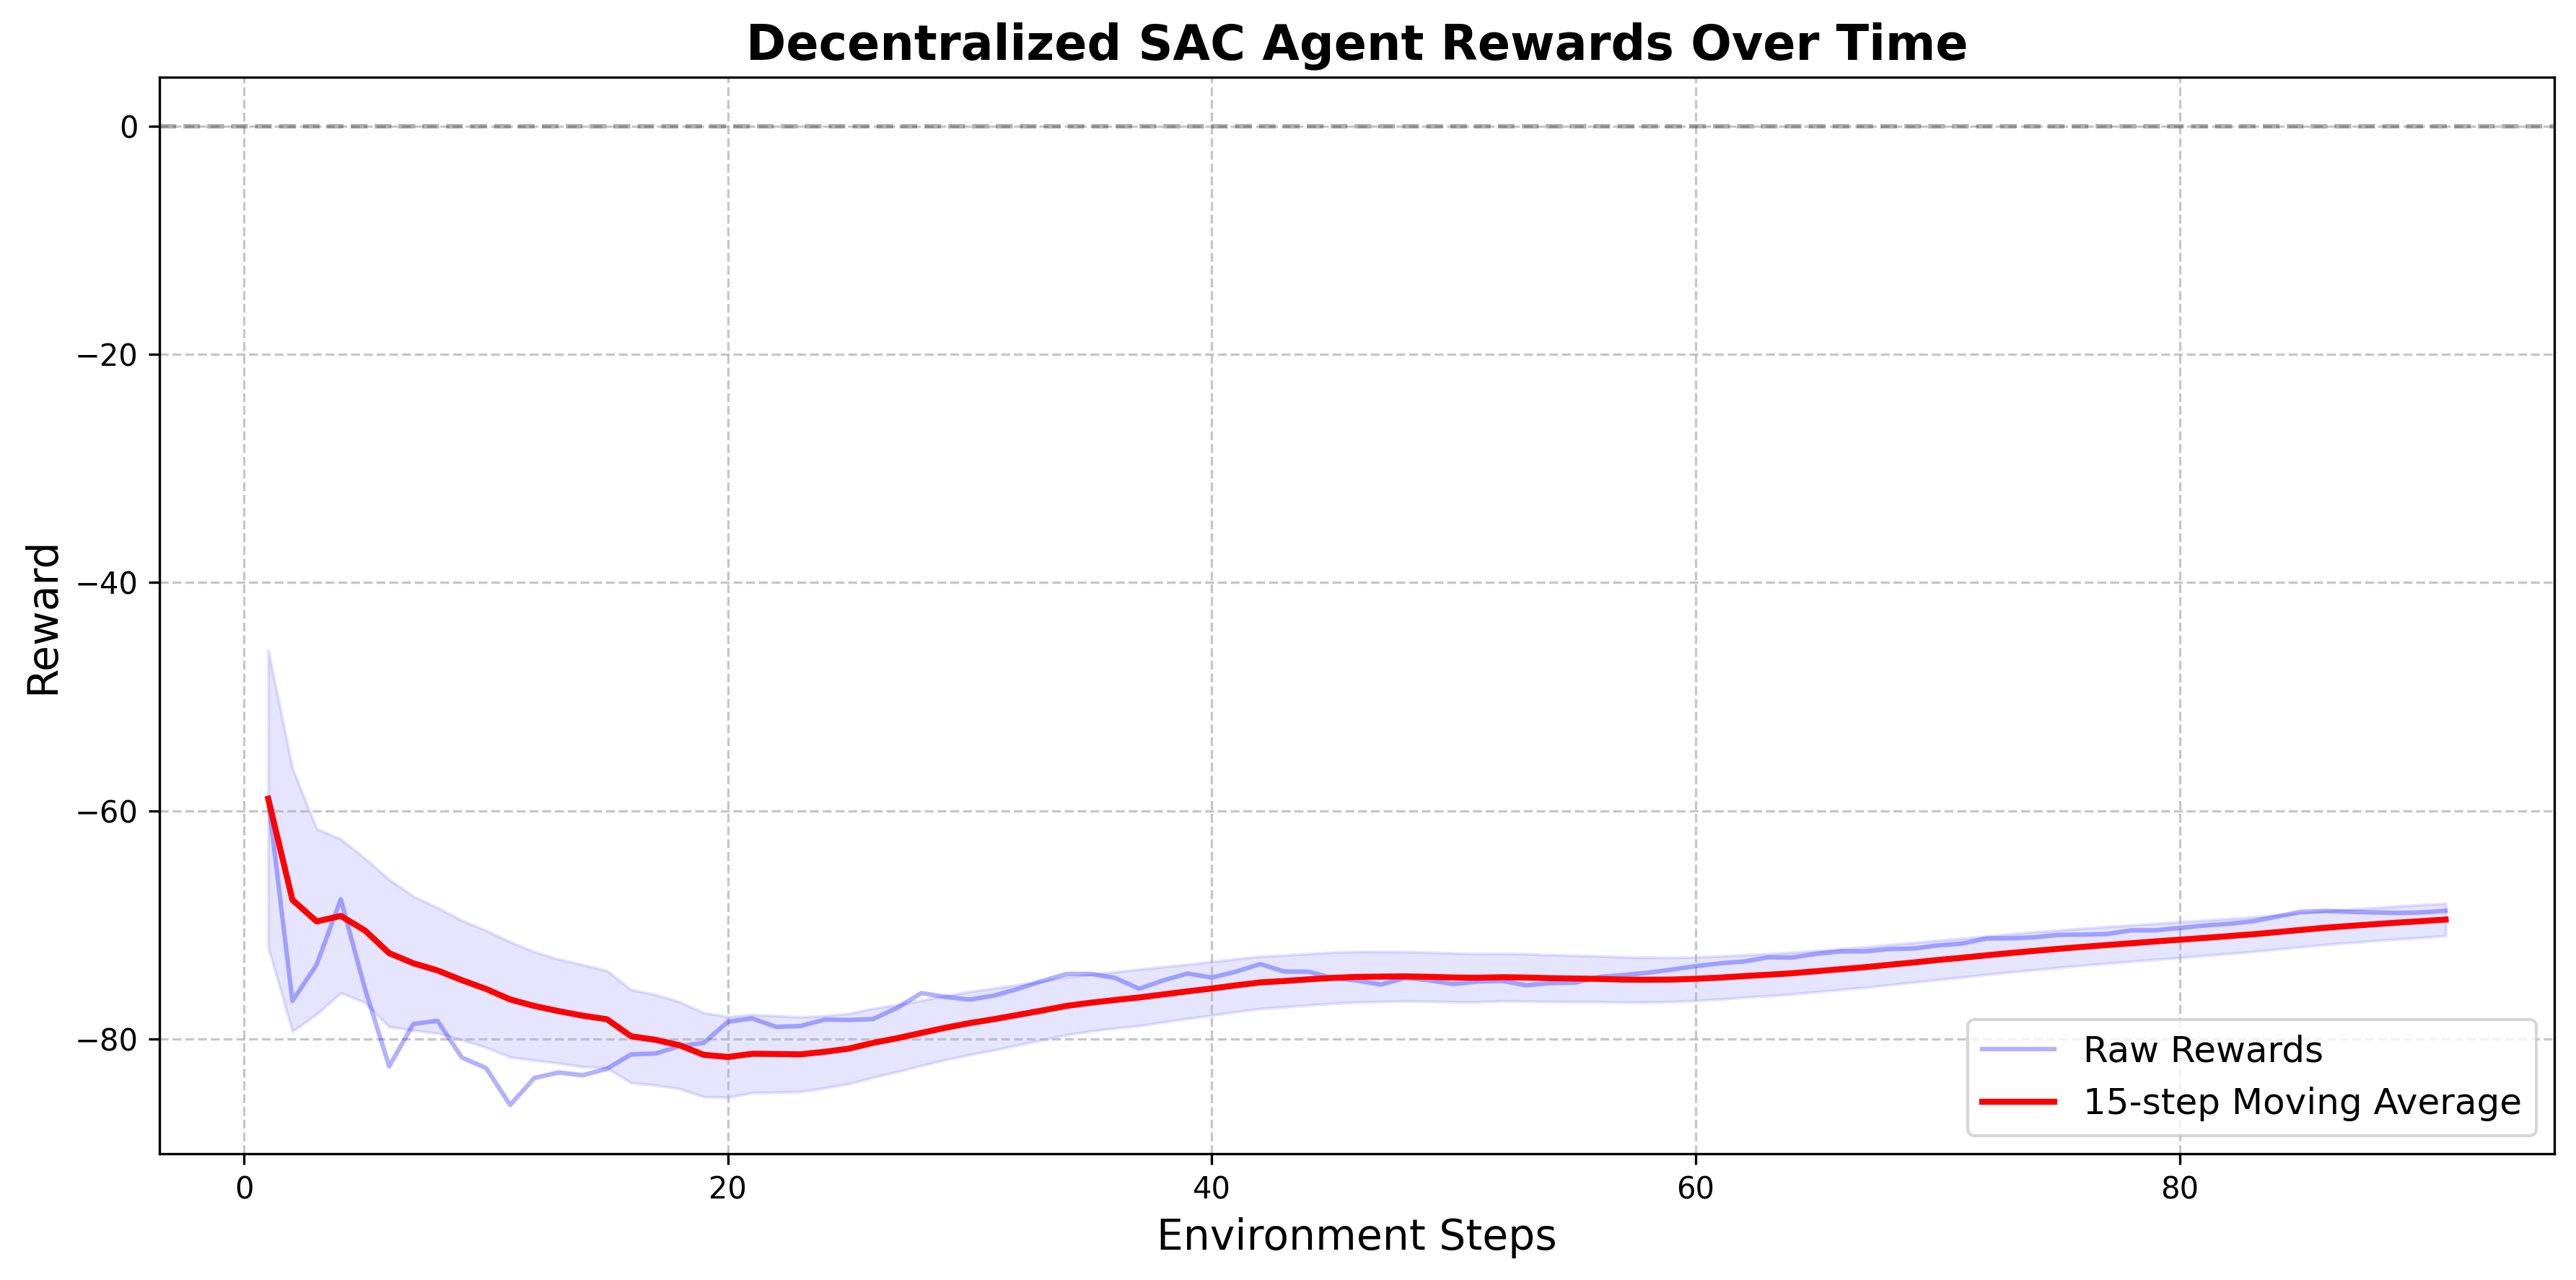 Decentralized SAC Agent Rewards Over Time
Reward
0
−20
−40
−60
−80
0 20 40 60 80
Environment Steps
Raw Rewards
15-step Moving Average